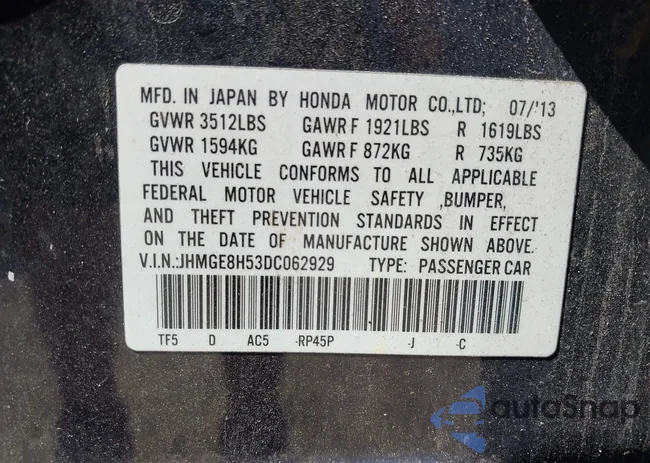 MFD. IN JAPAN BY HONDA MOTOR CO.,LTD; 07/'13
GVWR 3512LBS GAWR F 1921LBS R 1619LBS
GVWR 1594KG GAWR F 872KG R 735KG
THIS VEHICLE CONFORMS TO ALL APPLICABLE
FEDERAL MOTOR VEHICLE SAFETY ,BUMPER,
AND THEFT PREVENTION STANDARDS IN EFFECT
ON THE DATE OF MANUFACTURE SHOWN ABOVE.
V.I.N.:JHMGE8H53DC062929 TYPE: PASSENGER CAR
TF5 D AC5 -RP45P -J -C
autoSnap